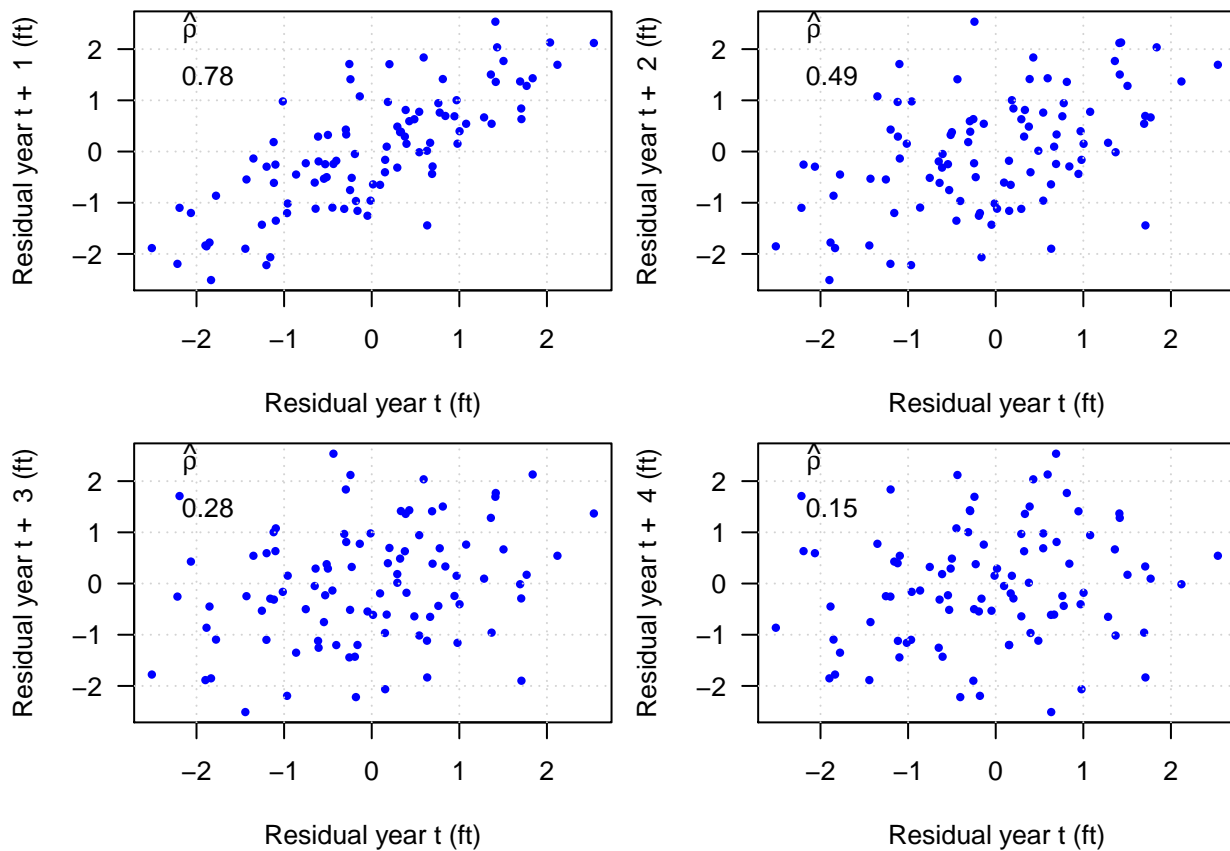 Residual year t + 1 (ft)
2
1
0
−1
−2
ρ̂
0.78
−2 −1 0 1 2
Residual year t (ft)
Residual year t + 2 (ft)
2
1
0
−1
−2
ρ̂
0.49
−2 −1 0 1 2
Residual year t (ft)
Residual year t + 3 (ft)
2
1
0
−1
−2
ρ̂
0.28
−2 −1 0 1 2
Residual year t (ft)
Residual year t + 4 (ft)
2
1
0
−1
−2
ρ̂
0.15
−2 −1 0 1 2
Residual year t (ft)